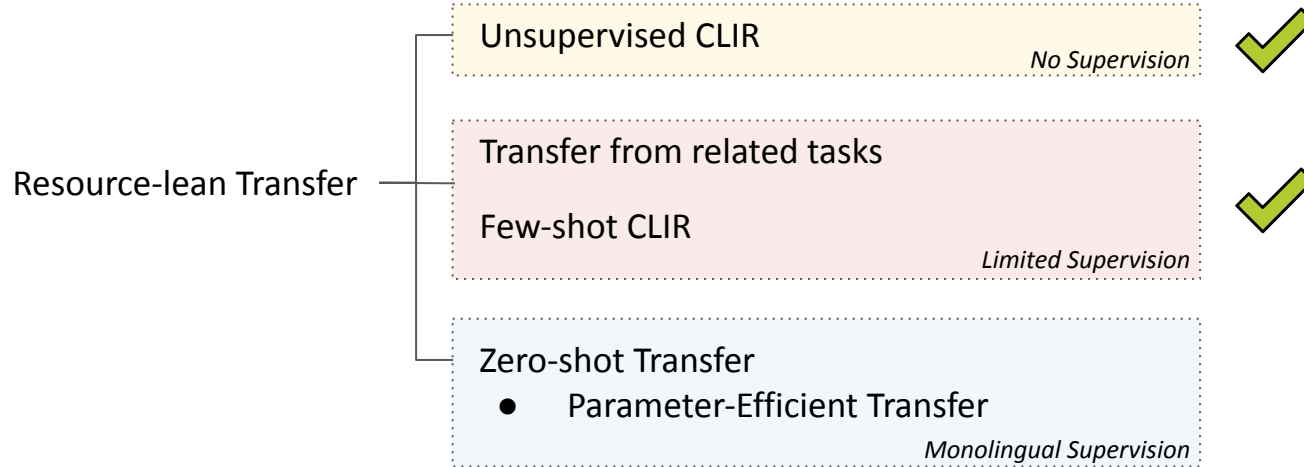 Unsupervised CLIR
No Supervision
Transfer from related tasks
Resource-lean Transfer
Few-shot CLIR
Limited Supervision
Zero-shot Transfer
● Parameter-Efficient Transfer
Monolingual Supervision